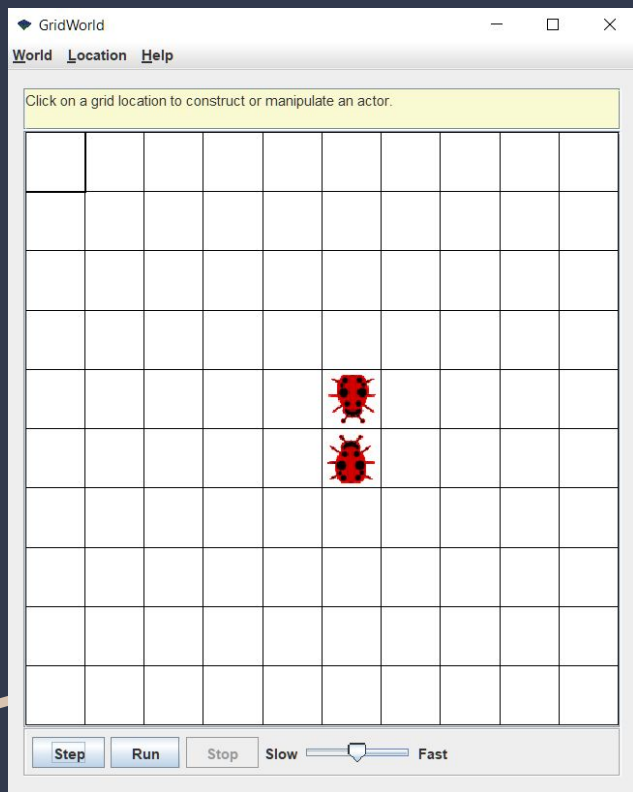 GridWorld
World Location Help
Click on a grid location to construct or manipulate an actor.
Step Run Stop Slow Fast